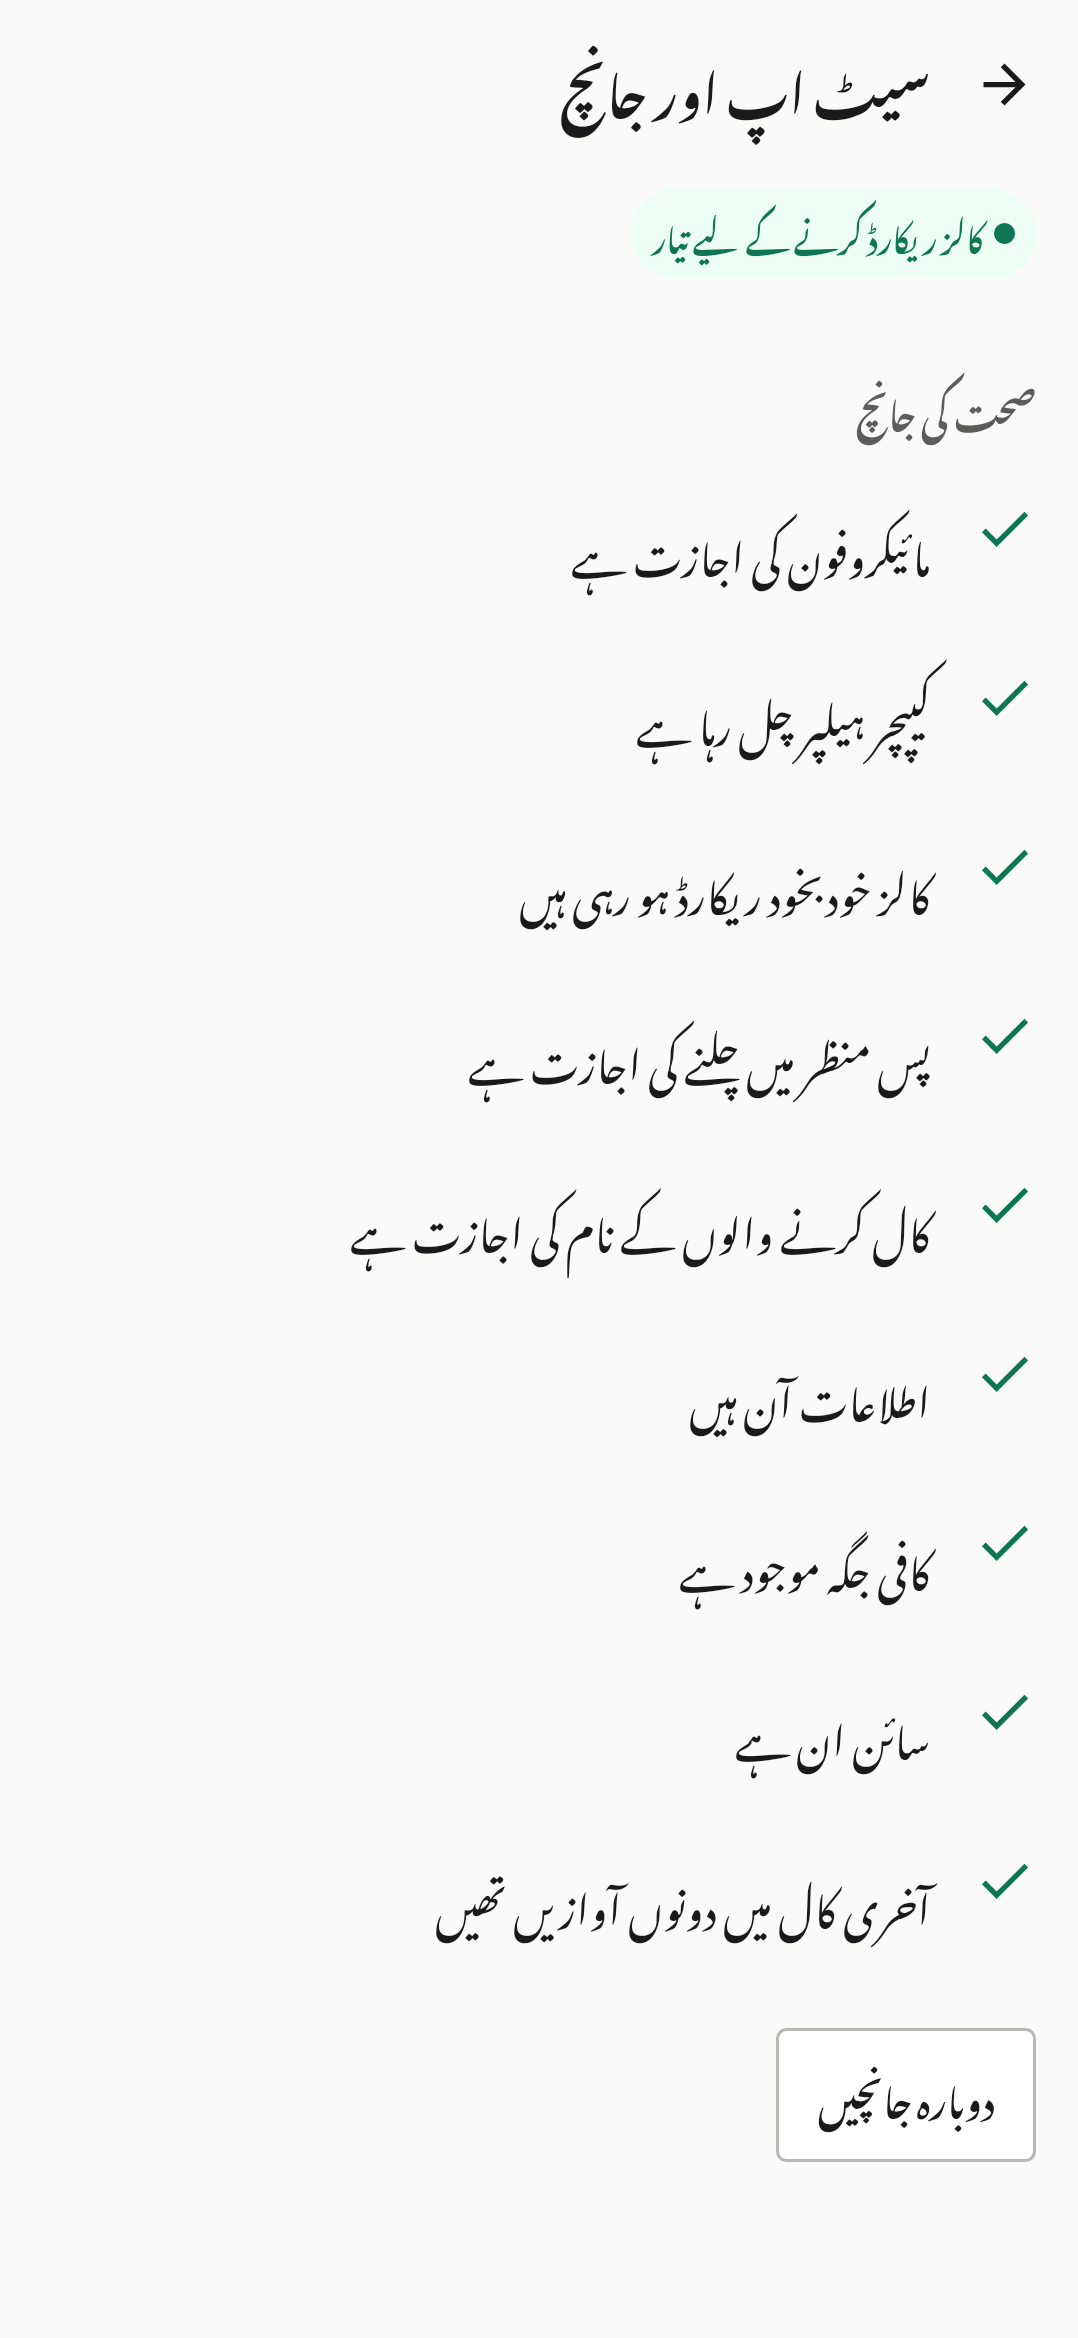 سیٹ اپ اور جانچ
کالز ریکارڈ کرنے کے لیے تیار
صحت کی جانچ
مائیکروفون کی اجازت ہے
کیپچر ہیلپر چل رہا ہے
کالز خود بخود ریکارڈ ہو رہی ہیں
پس منظر میں چلنے کی اجازت ہے
کال کرنے والوں کے نام کی اجازت ہے
اطلاعات آن ہیں
کافی جگہ موجود ہے
سائن ان ہے
آخری کال میں دونوں آوازیں تھیں
دوبارہ جانچیں